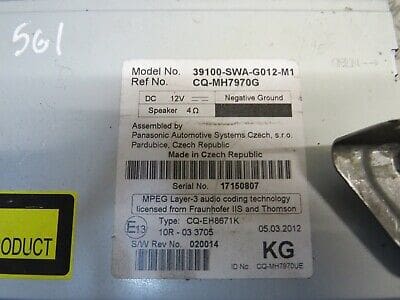 561
Model No. 39100-SWA-G012-M1
Ref No. CQ-MH7970G
DC 12V Negative Ground
Speaker 4Ω
Assembled by
Panasonic Automotive Systems Czech, s.r.o.
Pardubice, Czech Republic
Made in Czech Republic
Serial No. 17150807
MPEG Layer-3 audio coding technology
licensed from Fraunhofer IIS and Thomson
E13
Type: CQ-EH8671K
10R - 03 3705
05.03.2012
S/W Rev No. 020014
KG
ID No: CQ-MH7970UE
PRODUCT